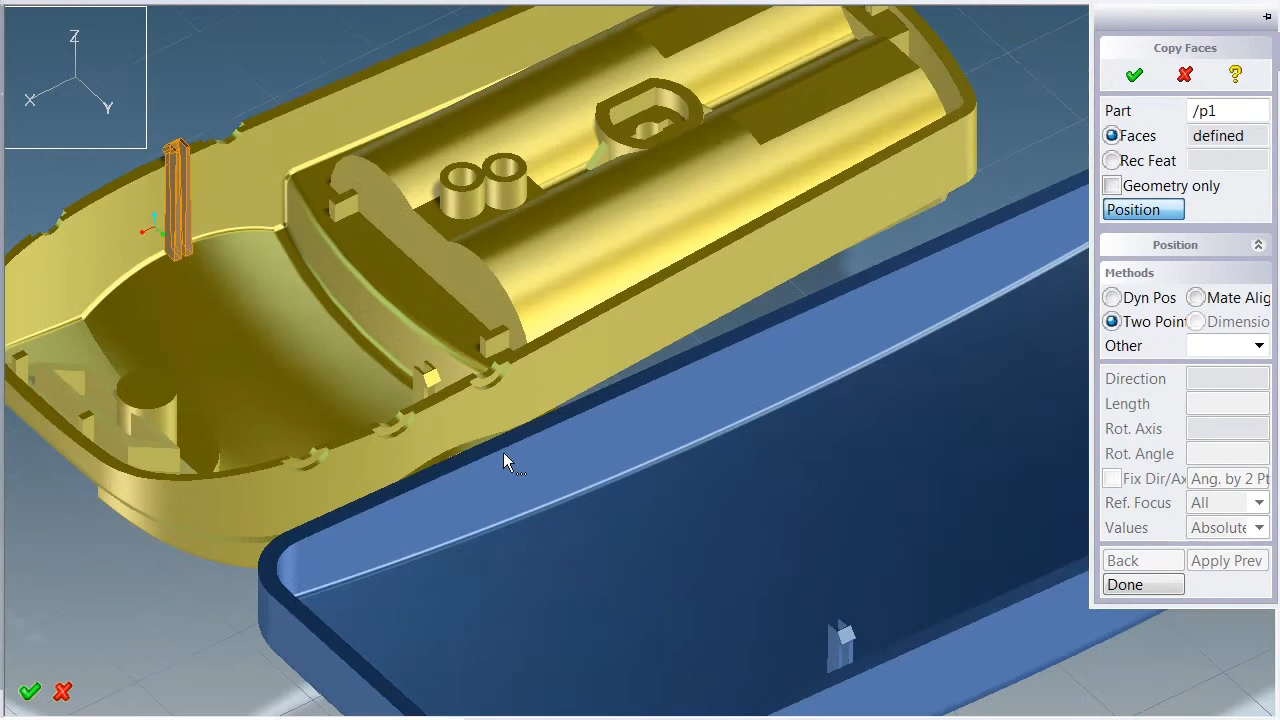 Z
X
Y
Copy Faces
Part /p1
Faces defined
Rec Feat
Geometry only
Position
Position
Methods
Dyn Pos Mate Alig
Two Point Dimensio
Other
Direction
Length
Rot. Axis
Rot. Angle
Fix Dir/Ax Ang. by 2 Pt
Ref. Focus All
Values Absolute
Back Apply Prev
Done